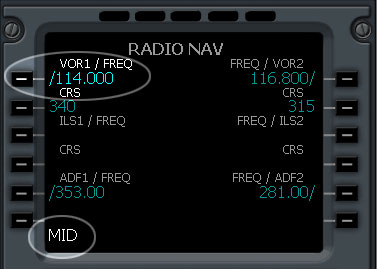 RADIO NAV
VOR1 / FREQ FREQ / VOR2
/114.000 116.800/
CRS CRS
340 315
ILS1 / FREQ FREQ / ILS2
CRS CRS
ADF1 / FREQ FREQ / ADF2
/353.00 281.00/
MID